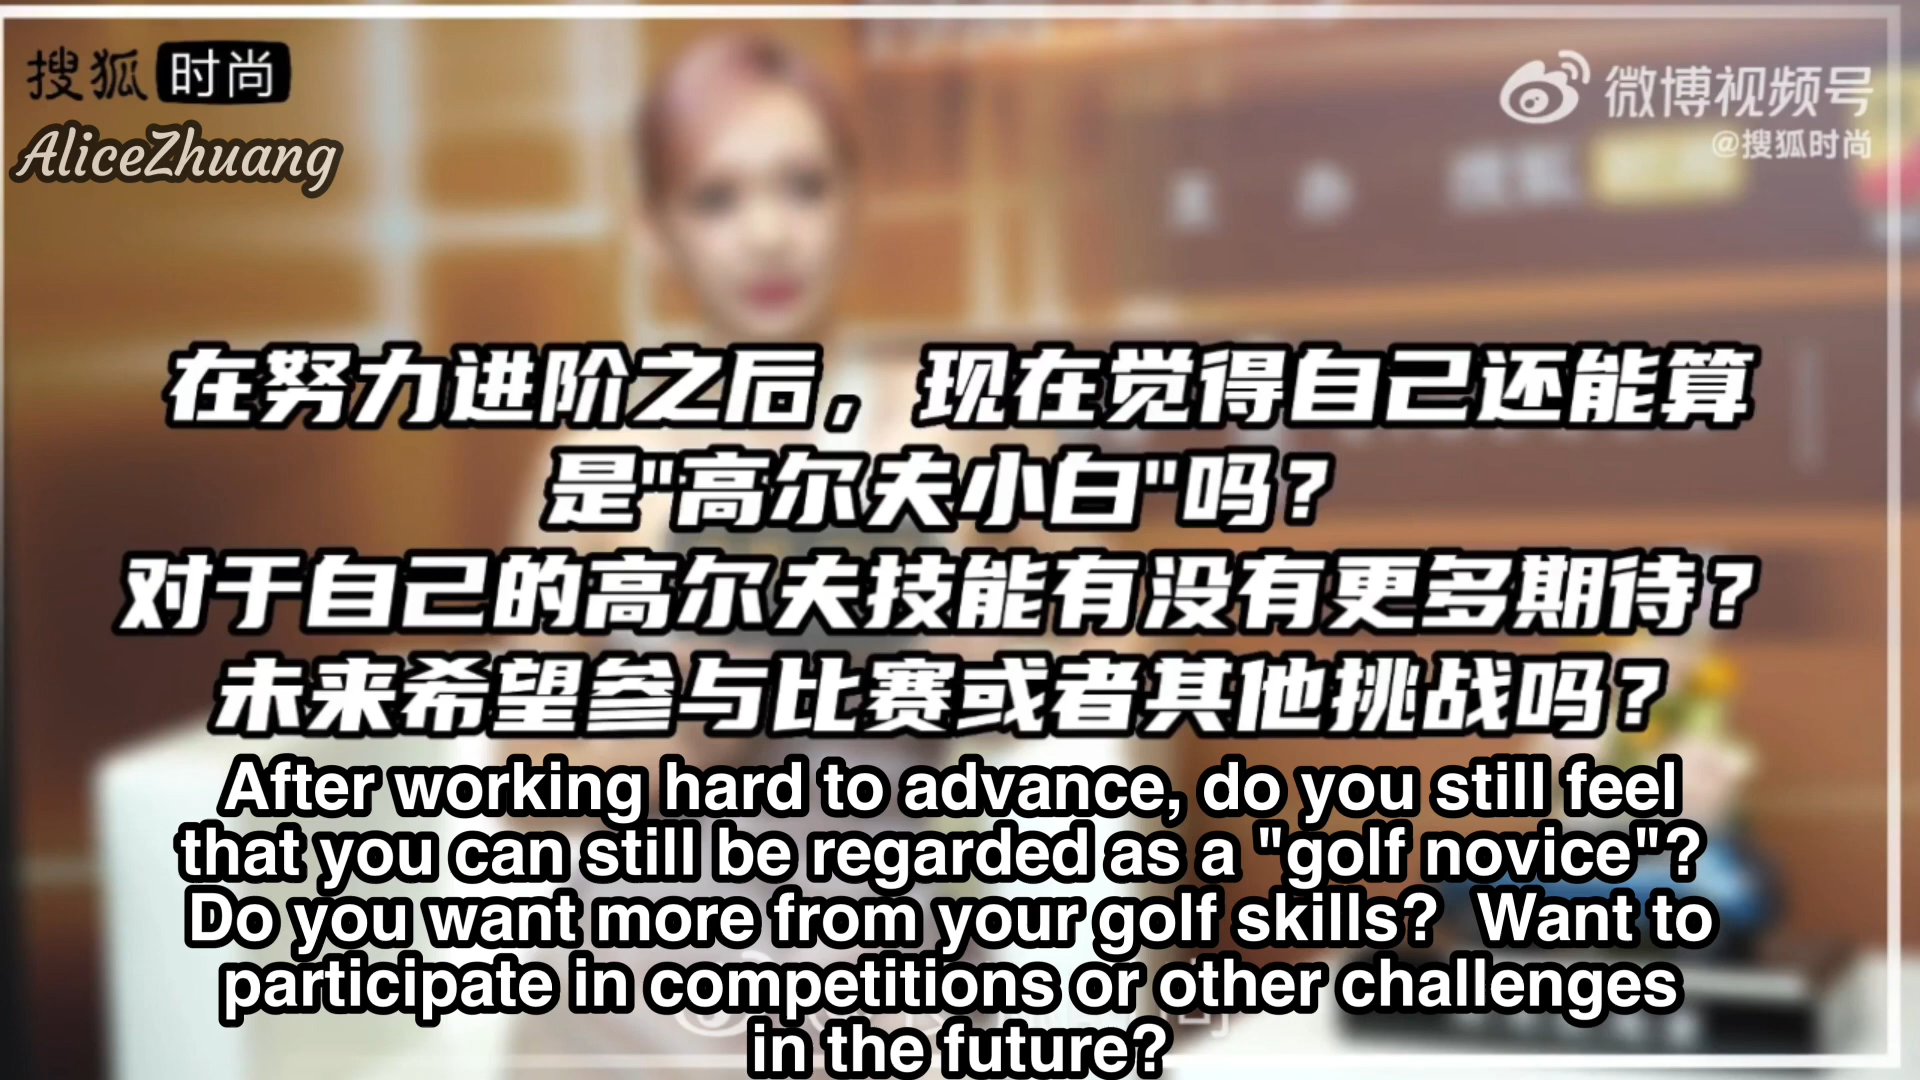 搜狐时尚
AliceZhuang
微博视频号
@搜狐时尚
在努力进阶之后，现在觉得自己还能算
是"高尔夫小白"吗？
对于自己的高尔夫技能有没有更多期待？
未来希望参与比赛或者其他挑战吗？
After working hard to advance, do you still feel
that you can still be regarded as a "golf novice"?
Do you want more from your golf skills? Want to
participate in competitions or other challenges
in the future?